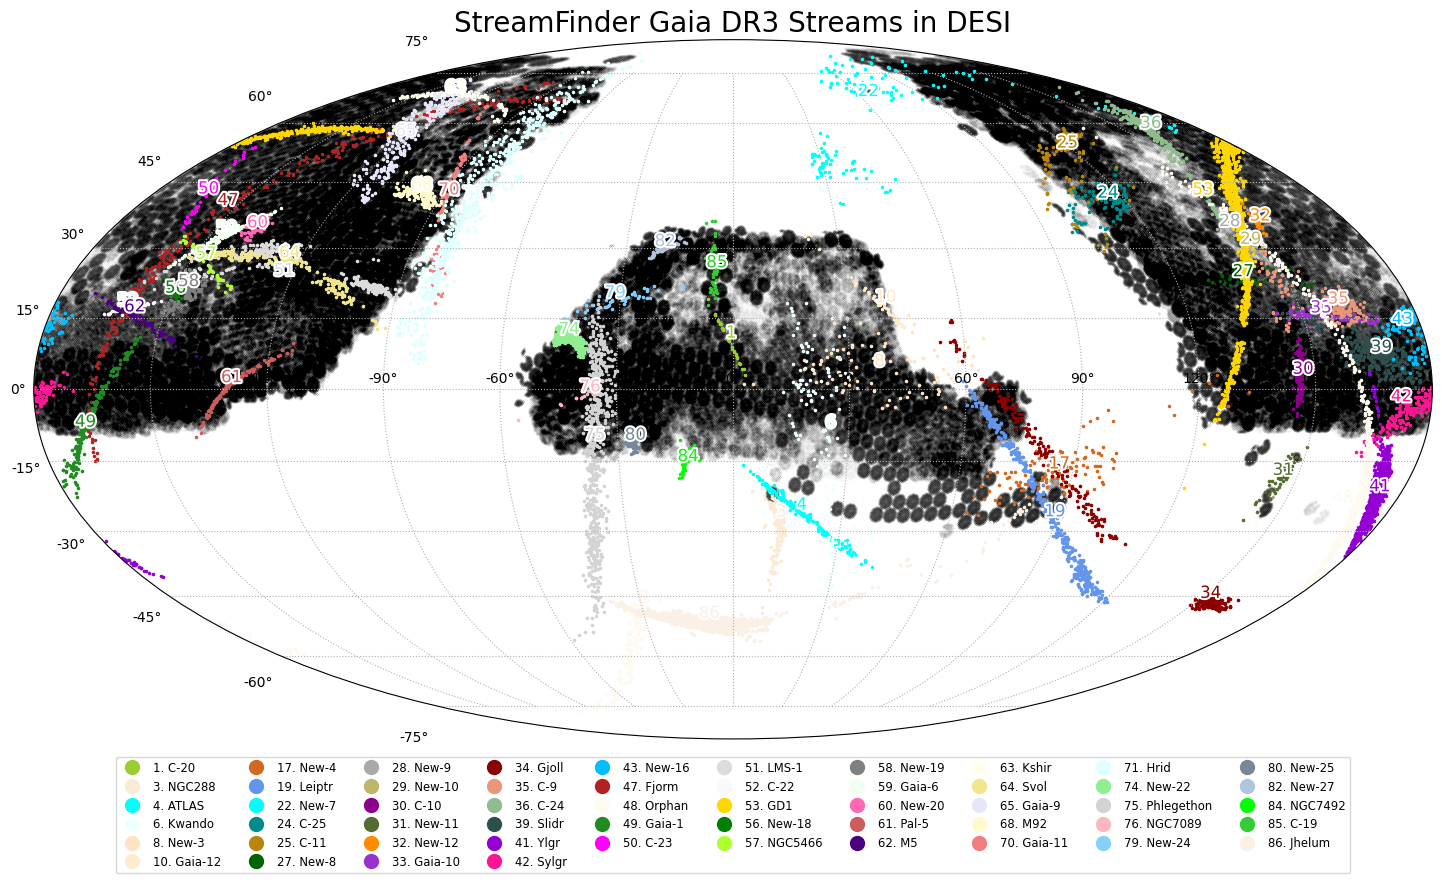 StreamFinder Gaia DR3 Streams in DESI
75°
60°
45°
30°
15°
0°
-15°
-30°
-45°
-60°
-75°
-90°
-60°
60°
90°
120°
22
36
25
24
50
47
70
60
57
64
51
58
62
61
49
82
85
79
74
1
76
75
80
84
4
86
17
19
34
53
28
32
29
27
35
35
43
39
30
42
31
41
48
10
1. C-20
3. NGC288
4. ATLAS
6. Kwando
8. New-3
10. Gaia-12
17. New-4
19. Leiptr
22. New-7
24. C-25
25. C-11
27. New-8
28. New-9
29. New-10
30. C-10
31. New-11
32. New-12
33. Gaia-10
34. Gjoll
35. C-9
36. C-24
39. Slidr
41. Ylgr
42. Sylgr
43. New-16
47. Fjorm
48. Orphan
49. Gaia-1
50. C-23
51. LMS-1
52. C-22
53. GD1
56. New-18
57. NGC5466
58. New-19
59. Gaia-6
60. New-20
61. Pal-5
62. M5
63. Kshir
64. Svol
65. Gaia-9
68. M92
70. Gaia-11
71. Hrid
74. New-22
75. Phlegethon
76. NGC7089
79. New-24
80. New-25
82. New-27
84. NGC7492
85. C-19
86. Jhelum